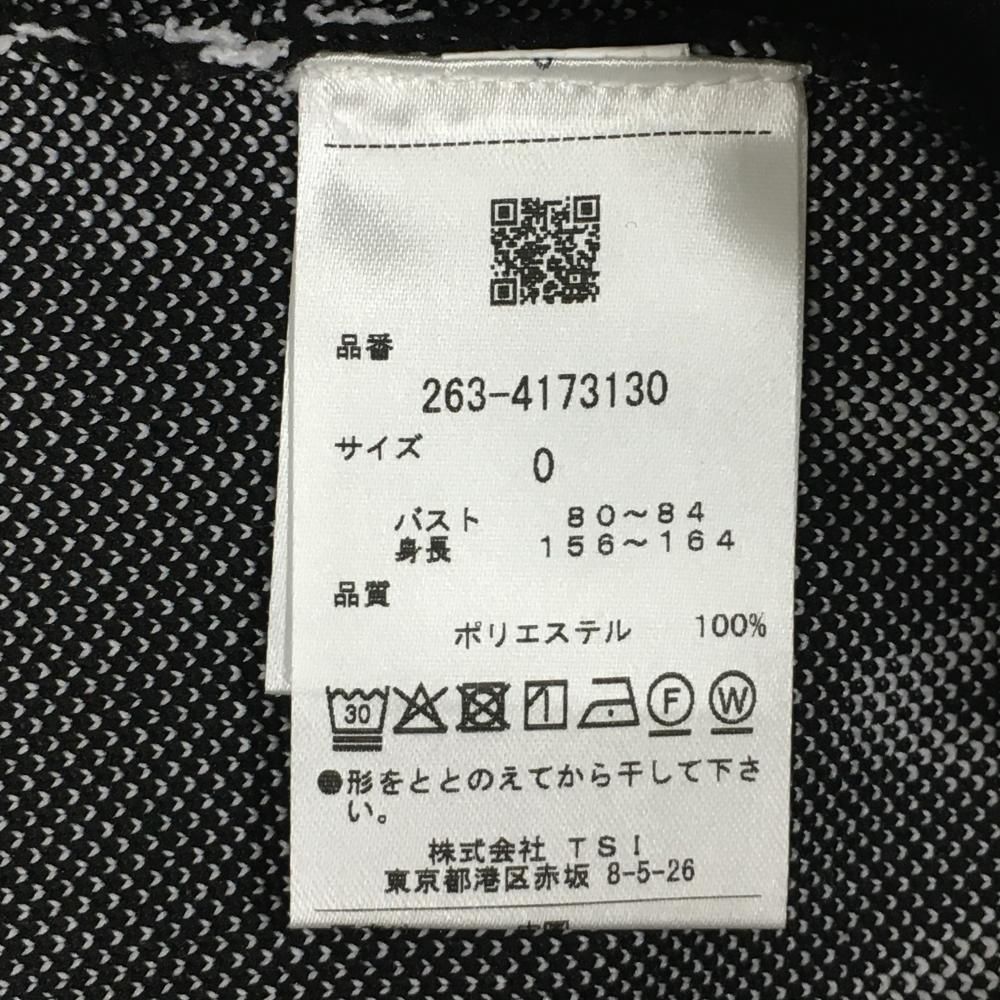 品番
263-4173130
サイズ
0
バスト 80〜84
身長 156〜164
品質
ポリエステル 100%
30 F W
●形をととのえてから干して下さ
い。
株式会社 TSI
東京都港区赤坂 8-5-26